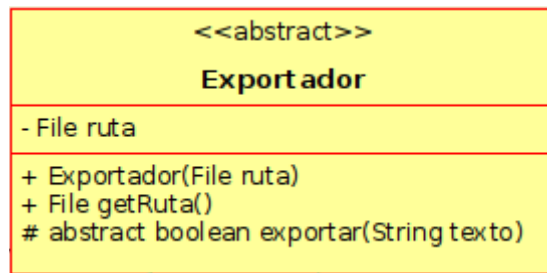 <<abstract>>
Exportador
- File ruta
+ Exportador(File ruta)
+ File getRuta()
# abstract boolean exportar(String texto)